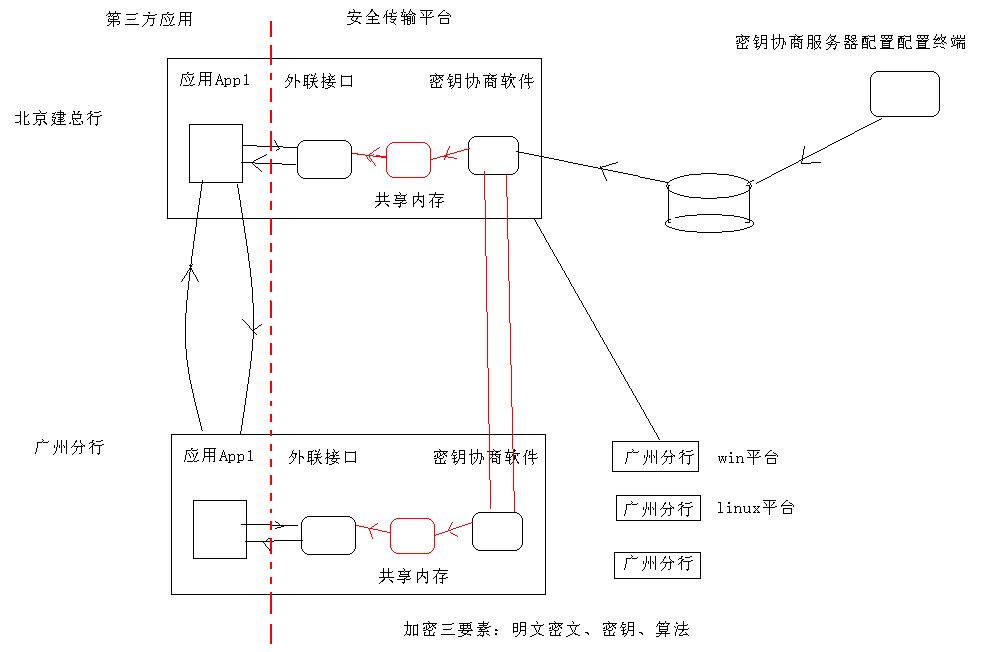 第三方应用
安全传输平台
密钥协商服务器配置配置终端
应用App1
外联接口
密钥协商软件
北京建总行
共享内存
广州分行
应用App1
外联接口
密钥协商软件
广州分行
win平台
广州分行
linux平台
广州分行
共享内存
加密三要素：明文密文、密钥、算法